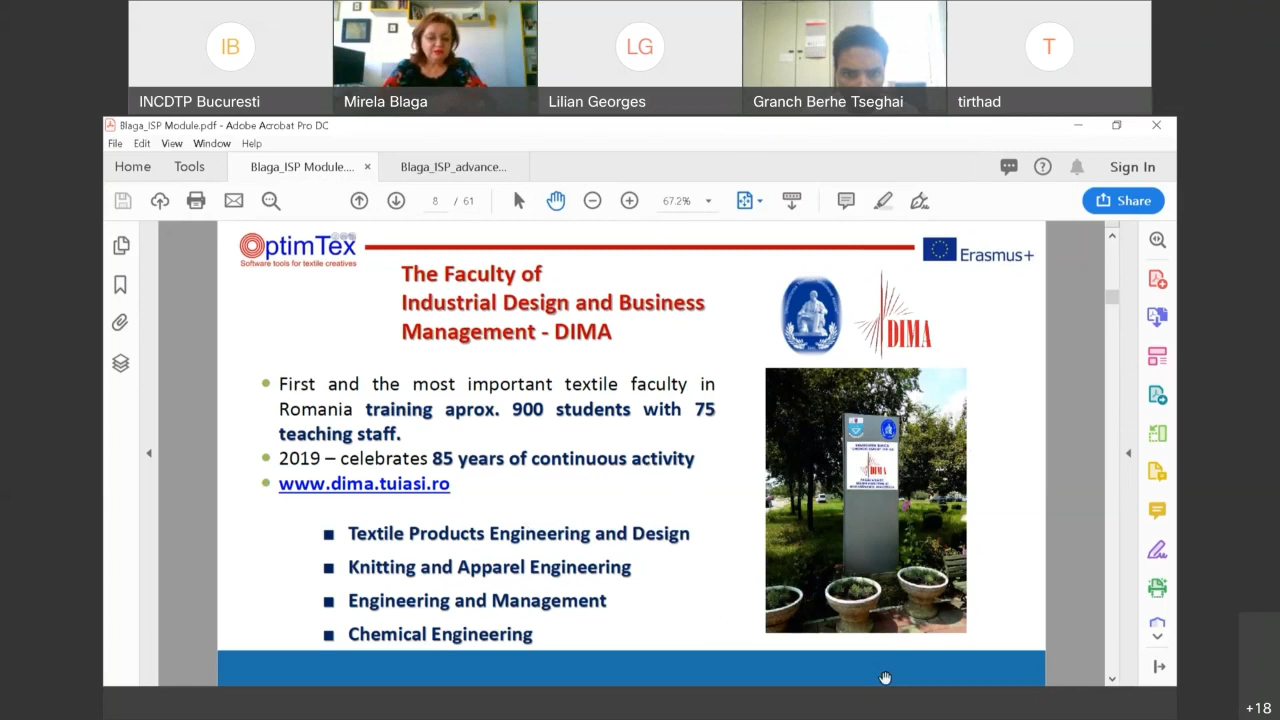 IB
LG
T
INCDTP Bucuresti
Mirela Blaga
Lilian Georges
Granch Berhe Tseghai
tirthad
Blaga_ISP Module.pdf - Adobe Acrobat Pro DC
File Edit View Window Help
Home Tools Blaga_ISP Module.... × Blaga_ISP_advance... Sign In
8 / 61 67.2% Share
OptimTex
Software tools for textile creatives
Erasmus+
The Faculty of
Industrial Design and Business
Management - DIMA
DIMA
First and the most important textile faculty in
Romania training aprox. 900 students with 75
teaching staff.
2019 – celebrates 85 years of continuous activity
www.dima.tuiasi.ro
Textile Products Engineering and Design
Knitting and Apparel Engineering
Engineering and Management
Chemical Engineering
DIMA
+18